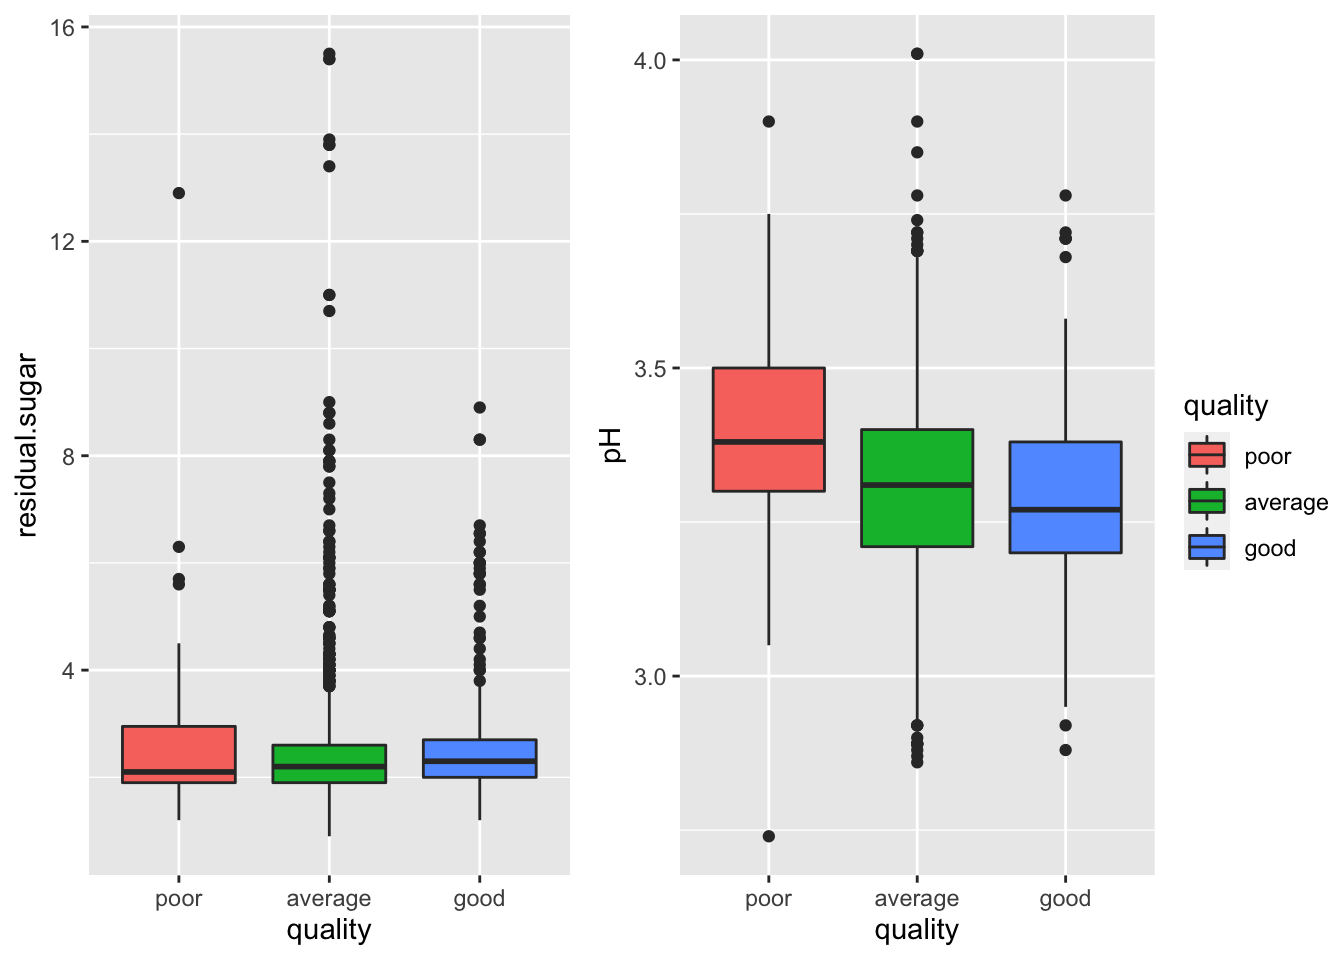 16
12
8
4
residual.sugar
poor average good
quality
4.0
3.5
3.0
pH
poor average good
quality
quality
poor
average
good